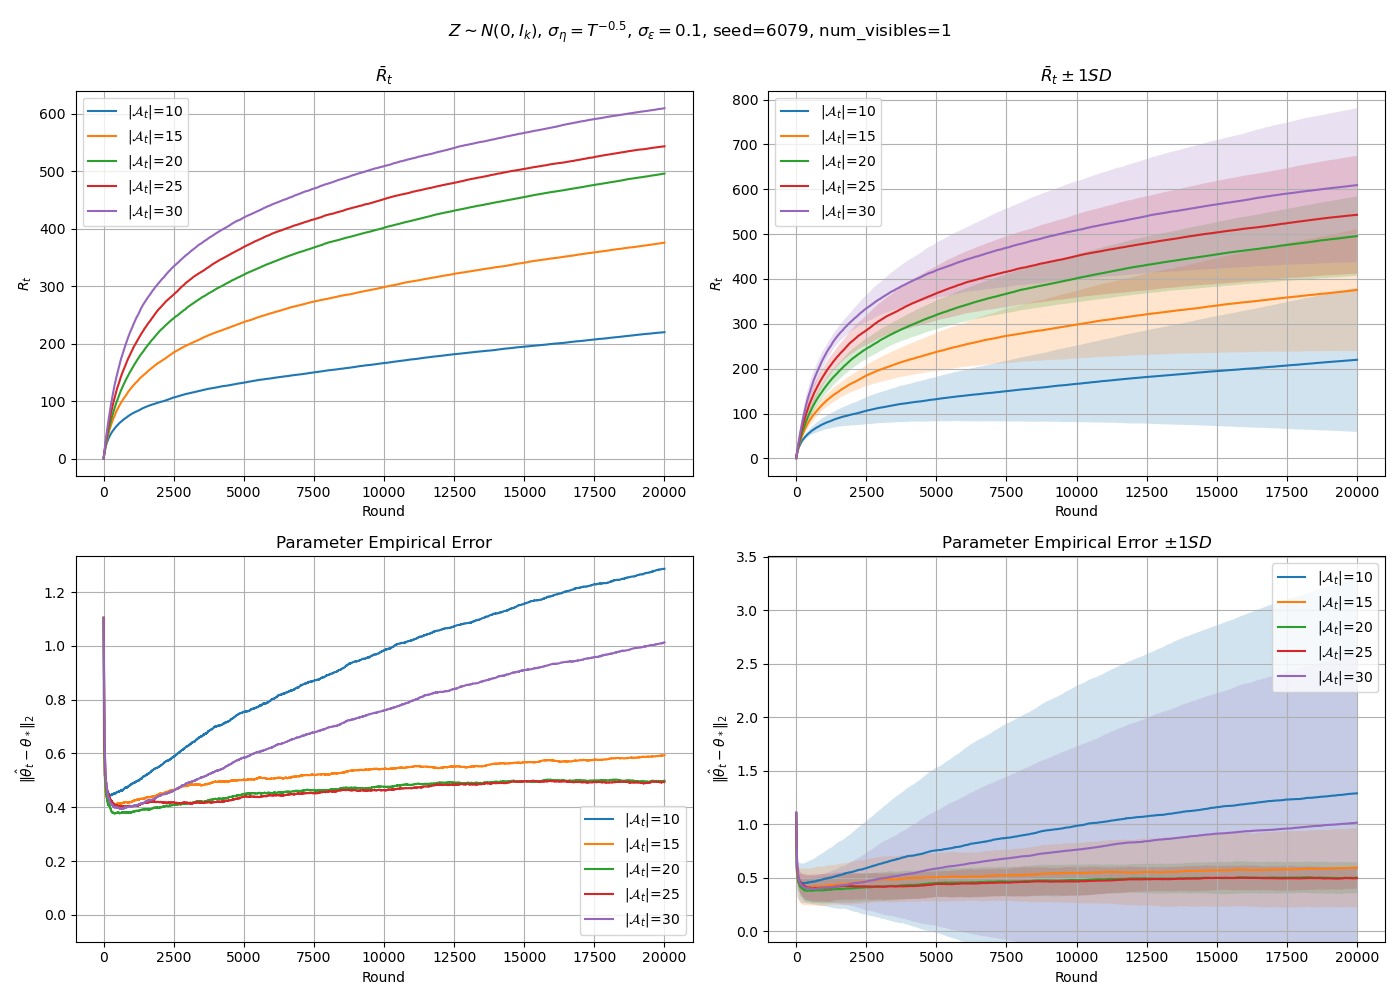 Z ~ N(0, I_k), σ_η = T^{-0.5}, σ_ε = 0.1, seed=6079, num_visibles=1
R̄_t
R_t
600
500
400
300
200
100
0
|𝒜_t|=10
|𝒜_t|=15
|𝒜_t|=20
|𝒜_t|=25
|𝒜_t|=30
0 2500 5000 7500 10000 12500 15000 17500 20000
Round
R̄_t ± 1SD
R_t
800
700
600
500
400
300
200
100
0
|𝒜_t|=10
|𝒜_t|=15
|𝒜_t|=20
|𝒜_t|=25
|𝒜_t|=30
0 2500 5000 7500 10000 12500 15000 17500 20000
Round
Parameter Empirical Error
‖θ̂_t − θ_*‖_2
1.2
1.0
0.8
0.6
0.4
0.2
0.0
|𝒜_t|=10
|𝒜_t|=15
|𝒜_t|=20
|𝒜_t|=25
|𝒜_t|=30
0 2500 5000 7500 10000 12500 15000 17500 20000
Round
Parameter Empirical Error ±1SD
‖θ̂_t − θ_*‖_2
3.5
3.0
2.5
2.0
1.5
1.0
0.5
0.0
|𝒜_t|=10
|𝒜_t|=15
|𝒜_t|=20
|𝒜_t|=25
|𝒜_t|=30
0 2500 5000 7500 10000 12500 15000 17500 20000
Round